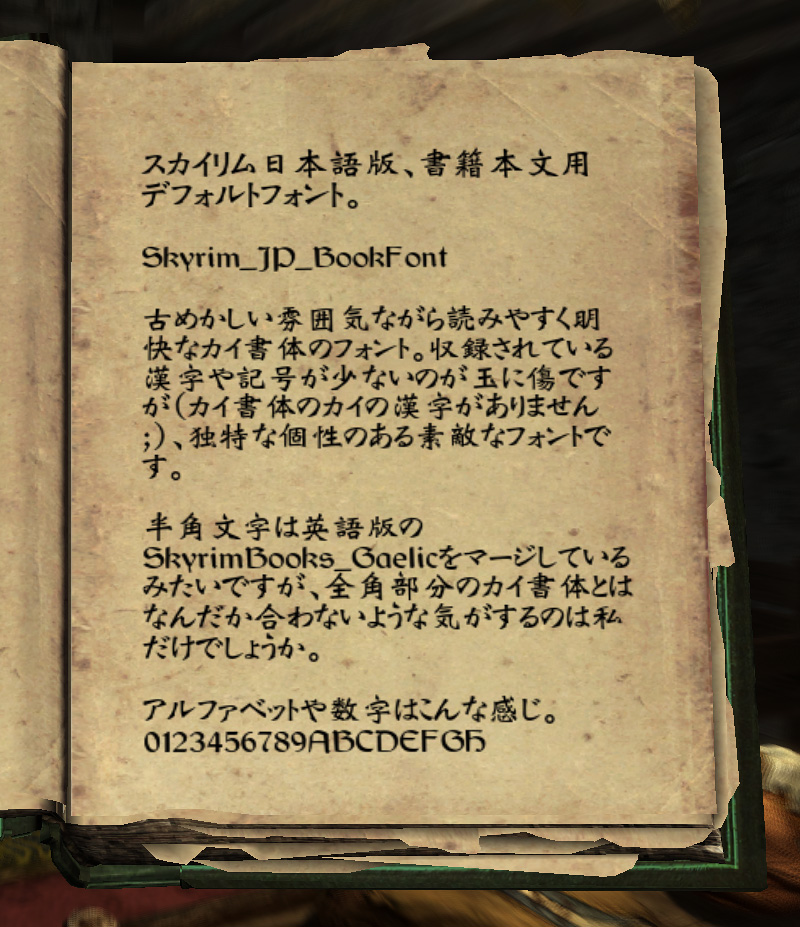 スカイリム日本語版、書籍本文用
デフォルトフォント。
Skyrim_JP_BookFont
古めかしい雰囲気ながら読みやすく明
快なカイ書体のフォント。収録されている
漢字や記号が少ないのが玉に傷です
が(カイ書体のカイの漢字がありません
;)、独特な個性のある素敵なフォントで
す。
半角文字は英語版の
SkyrimBooks_Gaelicをマージしている
みたいですが、全角部分のカイ書体とは
なんだか合わないような気がするのは私
だけでしょうか。
アルファベットや数字はこんな感じ。
0123456789ABCDEFGH